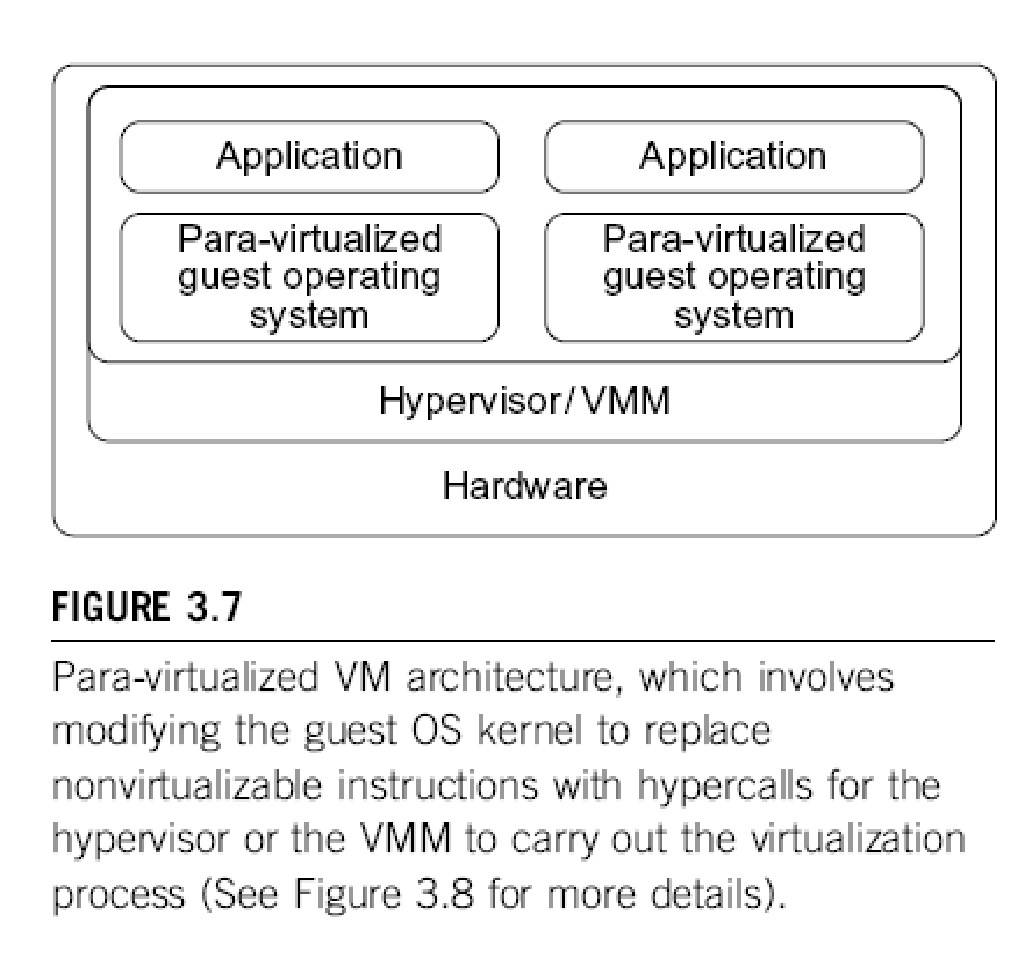 Application
Application
Para-virtualized
guest operating
system
Para-virtualized
guest operating
system
Hypervisor/VMM
Hardware
FIGURE 3.7
Para-virtualized VM architecture, which involves
modifying the guest OS kernel to replace
nonvirtualizable instructions with hypercalls for the
hypervisor or the VMM to carry out the virtualization
process (See Figure 3.8 for more details).